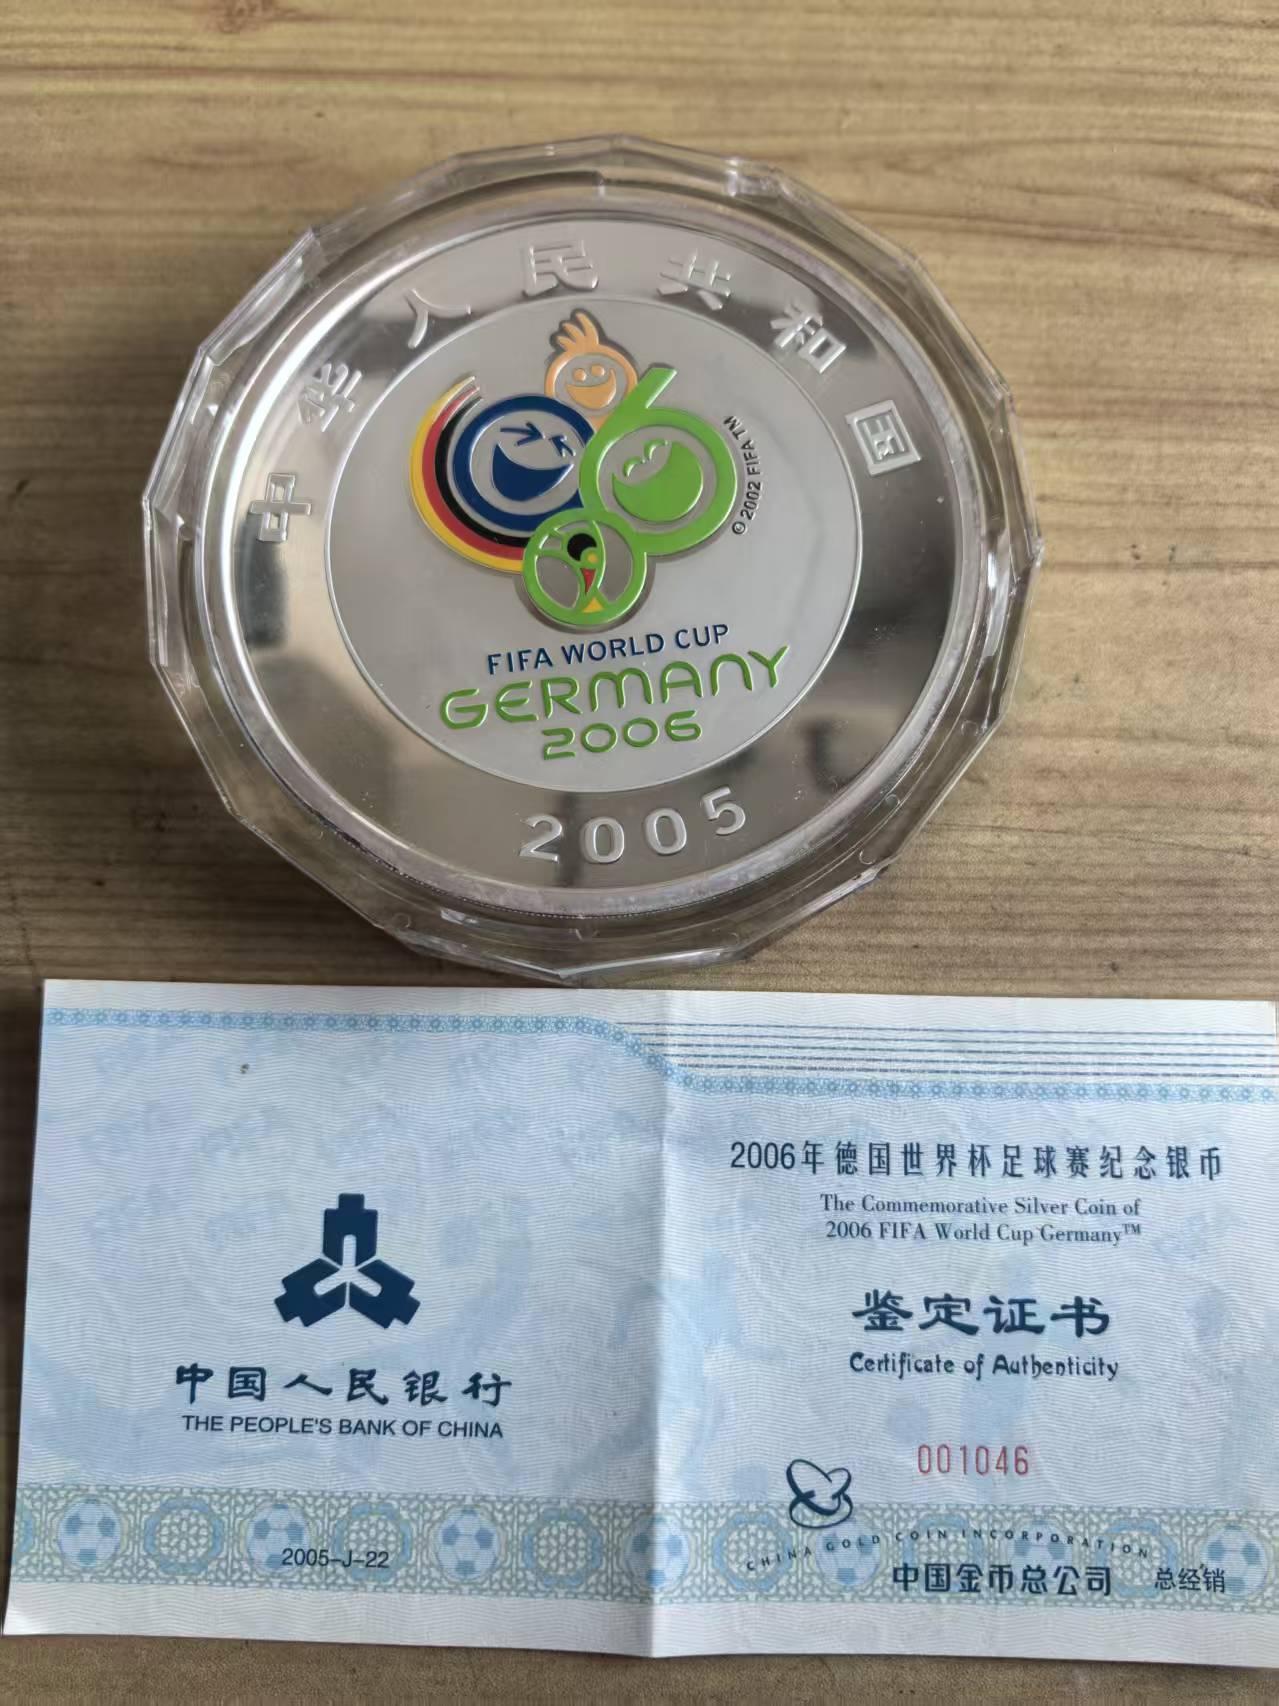 中华人民共和国
© 2002 FIFA TM
FIFA WORLD CUP
GERMANY
2006
2005
中国人民银行
THE PEOPLE'S BANK OF CHINA
2005-J-22
2006年德国世界杯足球赛纪念银币
The Commemorative Silver Coin of
2006 FIFA World Cup Germany™
鉴定证书
Certificate of Authenticity
001046
CHINA GOLD COIN INCORPORATION
中国金币总公司 总经销